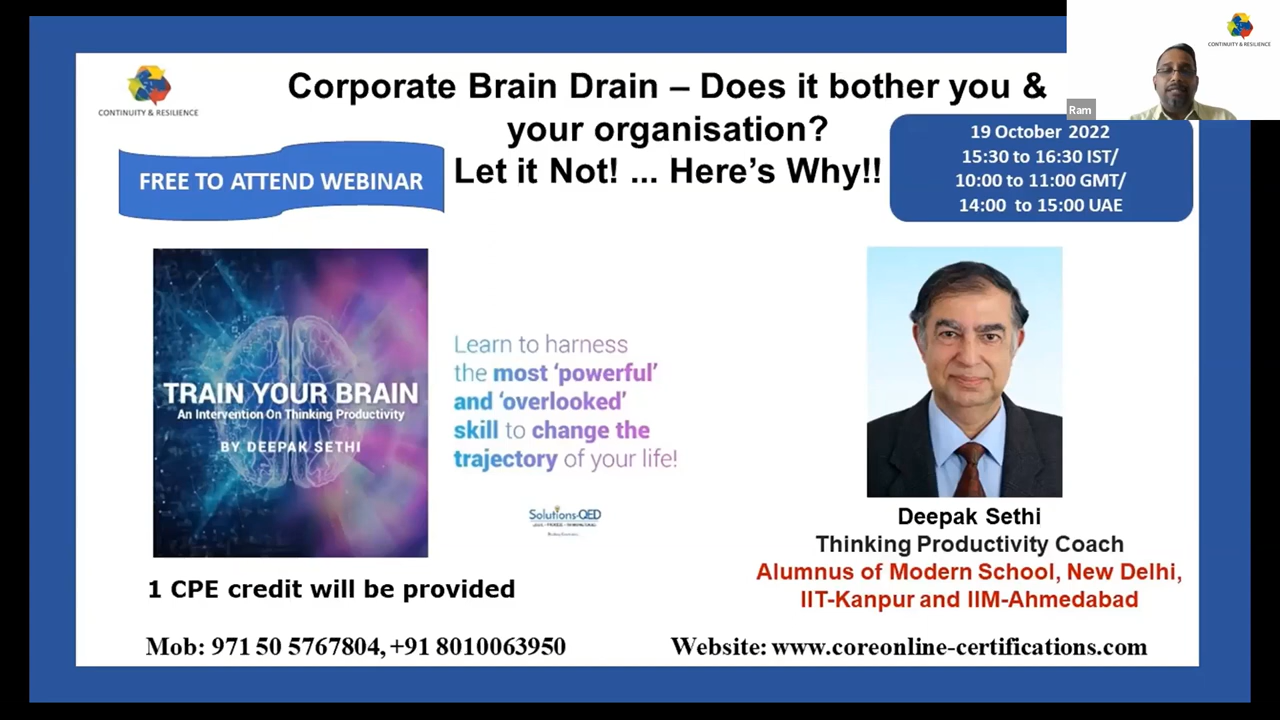 CONTINUITY & RESILIENCE
Ram
CONTINUITY & RESILIENCE
Corporate Brain Drain – Does it bother you &
your organisation?
Let it Not! ... Here's Why!!
FREE TO ATTEND WEBINAR
19 October 2022
15:30 to 16:30 IST/
10:00 to 11:00 GMT/
14:00 to 15:00 UAE
TRAIN YOUR BRAIN
An Intervention On Thinking Productivity
BY DEEPAK SETHI
Learn to harness
the most 'powerful'
and 'overlooked'
skill to change the
trajectory of your life!
Solutions-QED
Deepak Sethi
Thinking Productivity Coach
Alumnus of Modern School, New Delhi,
IIT-Kanpur and IIM-Ahmedabad
1 CPE credit will be provided
Mob: 971 50 5767804, +91 8010063950
Website: www.coreonline-certifications.com